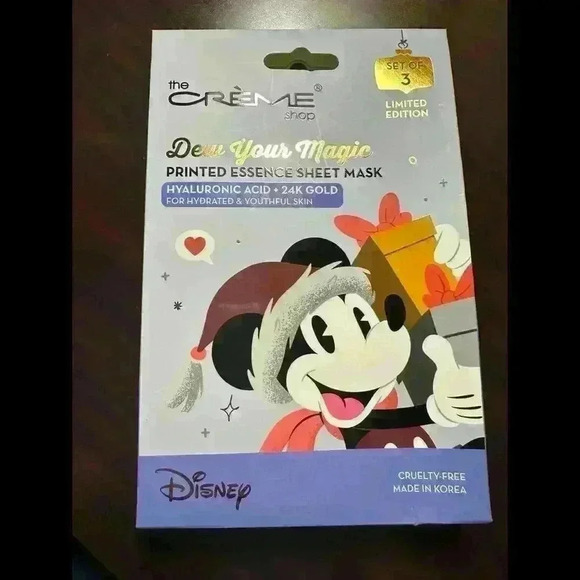 the
CRÈME®
shop
SET OF
3
LIMITED
EDITION
Dew Your Magic
PRINTED ESSENCE SHEET MASK
HYALURONIC ACID + 24K GOLD
FOR HYDRATED & YOUTHFUL SKIN
Disney
CRUELTY-FREE
MADE IN KOREA